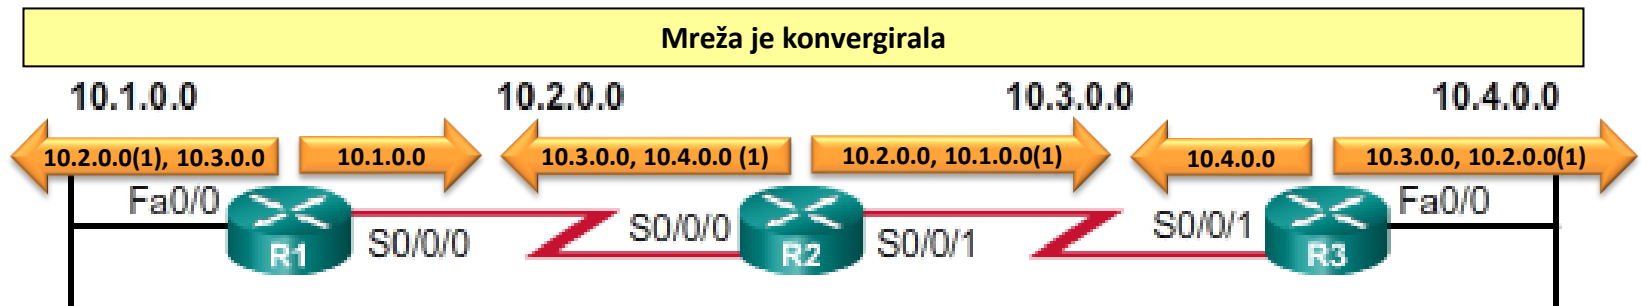 Mreža je konvergirala
10.1.0.0 10.2.0.0 10.3.0.0 10.4.0.0
10.2.0.0(1), 10.3.0.0 10.1.0.0 10.3.0.0, 10.4.0.0 (1) 10.2.0.0, 10.1.0.0(1) 10.4.0.0 10.3.0.0, 10.2.0.0(1)
Fa0/0 S0/0/0 S0/0/0 S0/0/1 S0/0/1 Fa0/0
R1 R2 R3